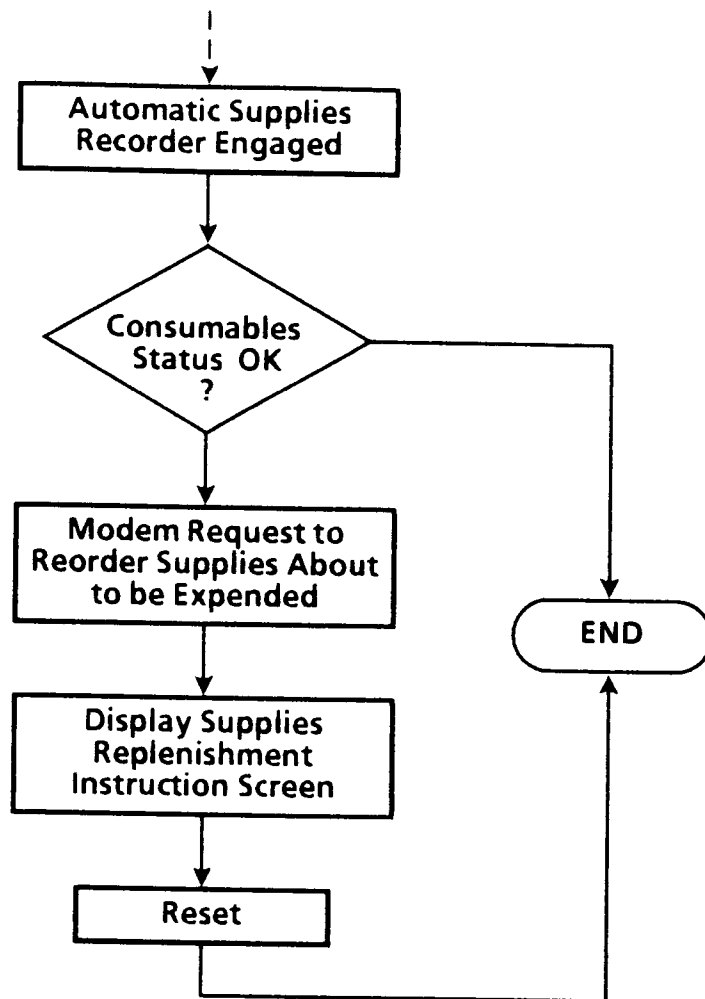 Automatic Supplies
Recorder Engaged
Consumables
Status OK
?
Modem Request to
Reorder Supplies About
to be Expended
END
Display Supplies
Replenishment
Instruction Screen
Reset